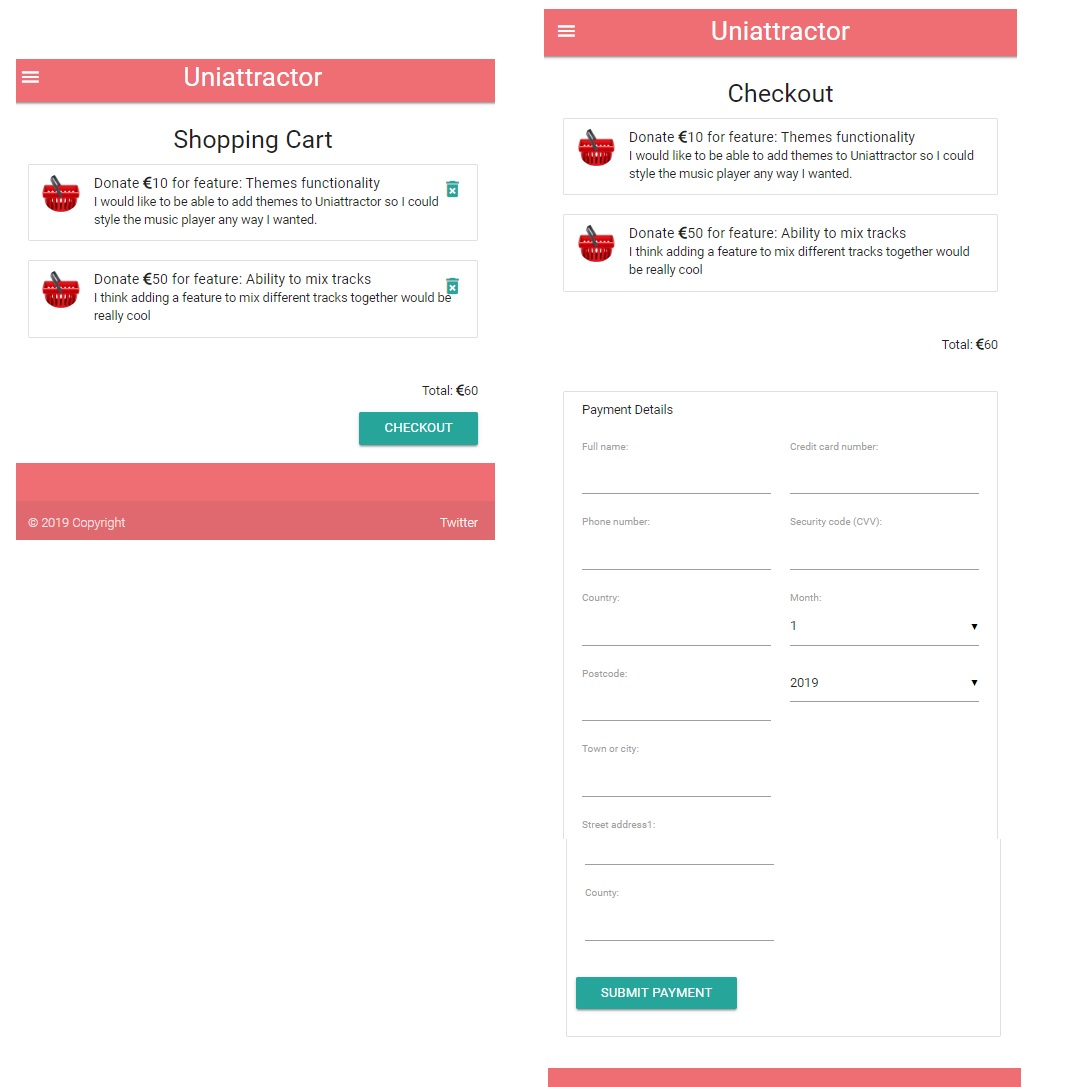 Uniattractor
Shopping Cart
Donate €10 for feature: Themes functionality
I would like to be able to add themes to Uniattractor so I could
style the music player any way I wanted.
Donate €50 for feature: Ability to mix tracks
I think adding a feature to mix different tracks together would be
really cool
Total: €60
CHECKOUT
© 2019 Copyright
Twitter
Uniattractor
Checkout
Donate €10 for feature: Themes functionality
I would like to be able to add themes to Uniattractor so I could
style the music player any way I wanted.
Donate €50 for feature: Ability to mix tracks
I think adding a feature to mix different tracks together would
be really cool
Total: €60
Payment Details
Full name:
Credit card number:
Phone number:
Security code (CVV):
Country:
Month:
1
Postcode:
2019
Town or city:
Street address1:
County:
SUBMIT PAYMENT